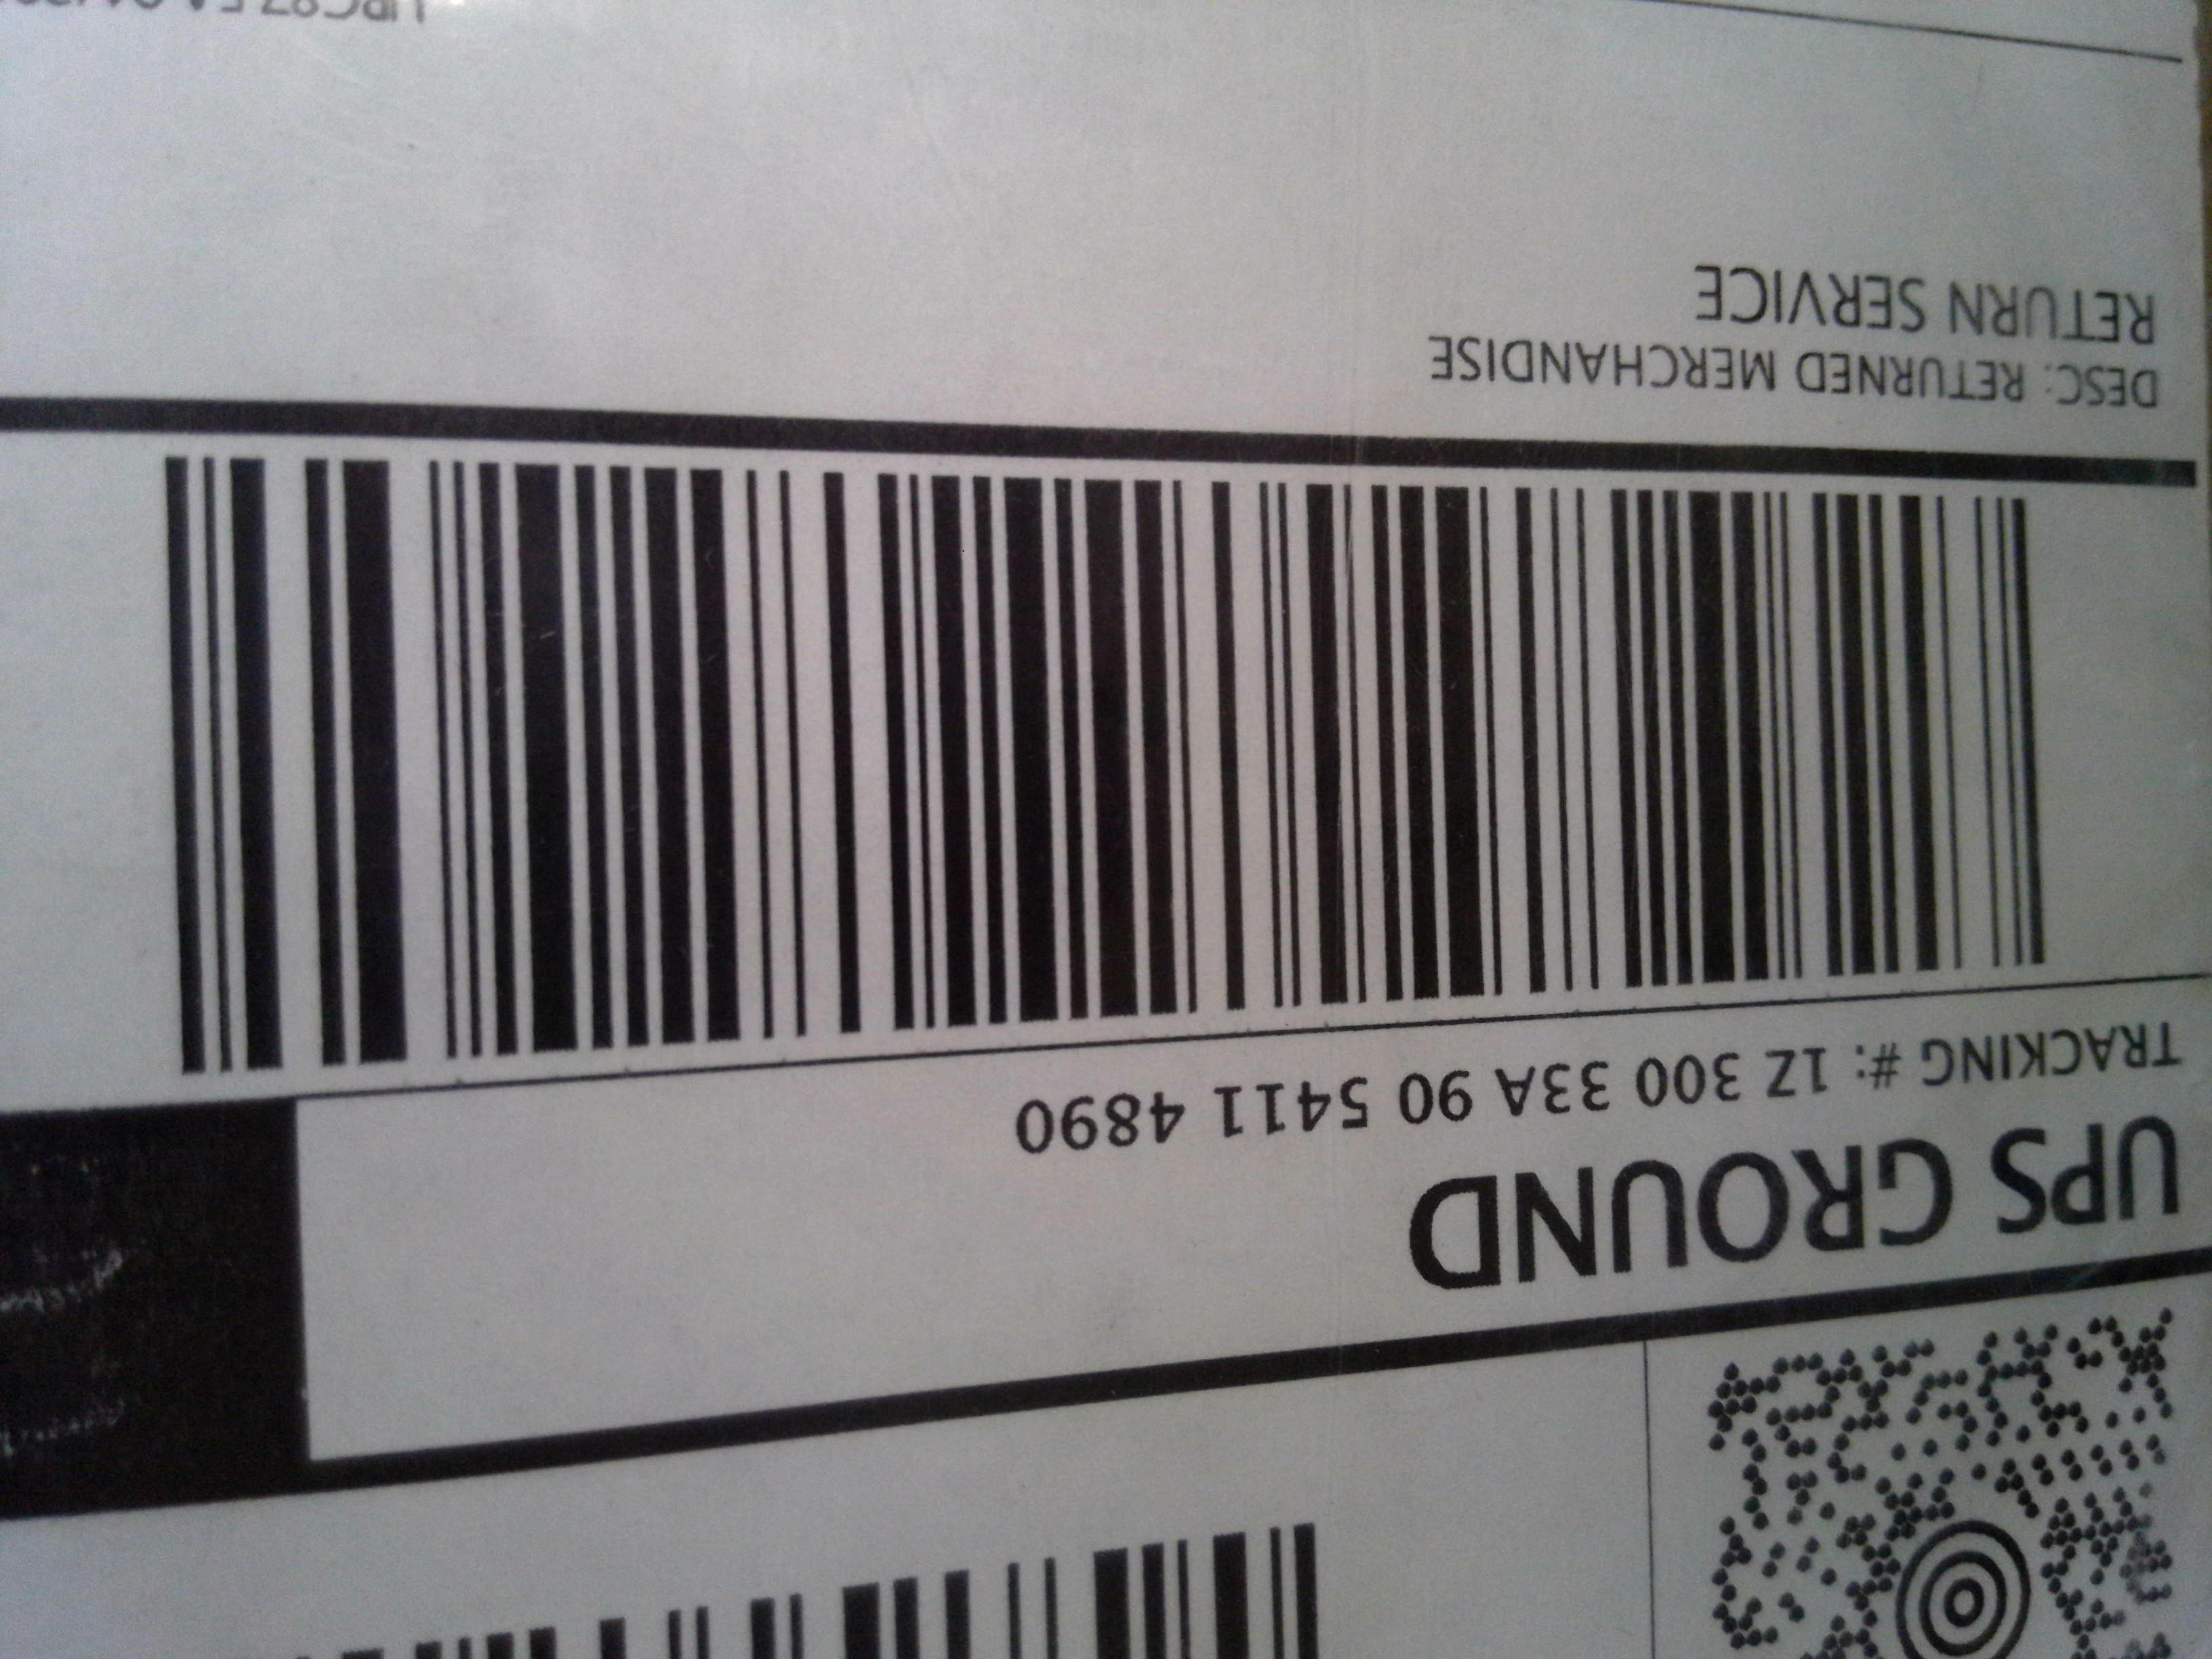 UPS GROUND
TRACKING #: 1Z 300 33A 90 5411 4890
DESC: RETURNED MERCHANDISE
RETURN SERVICE